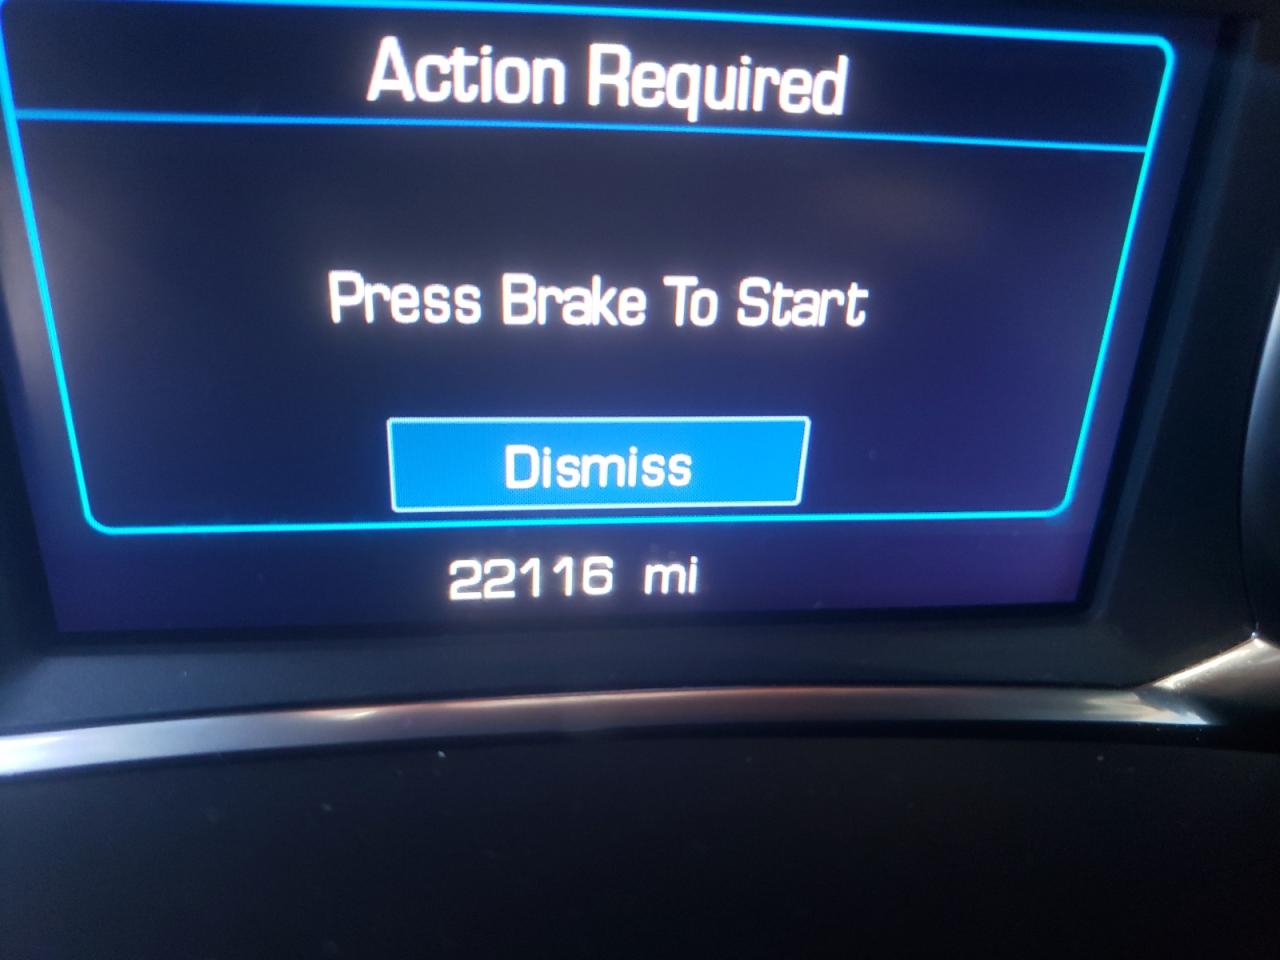 Action Required
Press Brake To Start
Dismiss
22116 mi